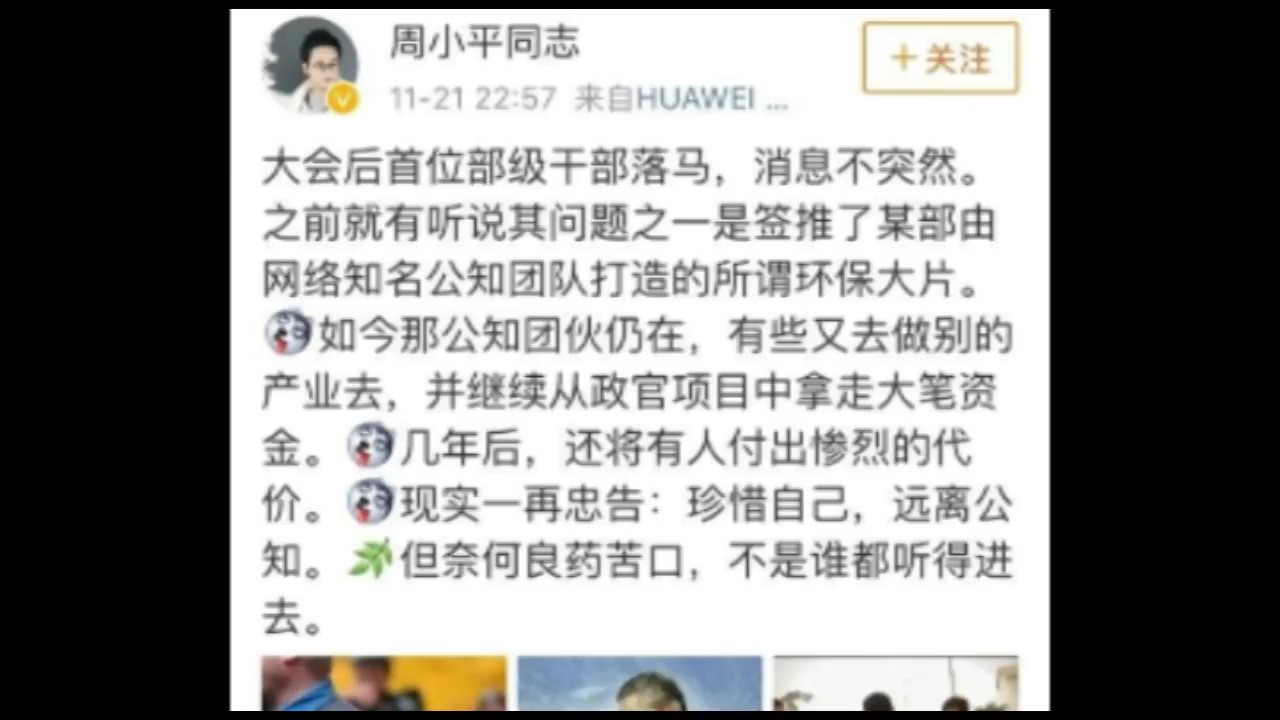 周小平同志
+关注
11-21 22:57 来自HUAWEI ...
大会后首位部级干部落马，消息不突然。
之前就有听说其问题之一是签推了某部由
网络知名公知团队打造的所谓环保大片。
如今那公知团伙仍在，有些又去做别的
产业去，并继续从政官项目中拿走大笔资
金。几年后，还将有人付出惨烈的代
价。现实一再忠告：珍惜自己，远离公
知。但奈何良药苦口，不是谁都听得进
去。